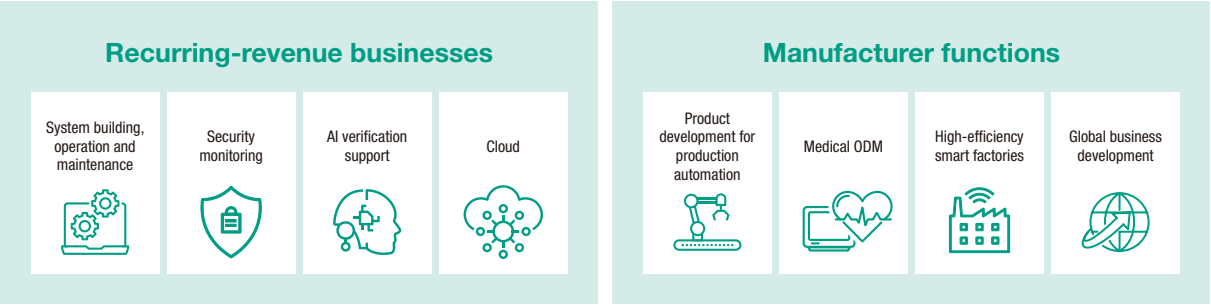 Recurring-revenue businesses
System building,
operation and
maintenance
Security
monitoring
AI verification
support
Cloud
Manufacturer functions
Product
development for
production
automation
Medical ODM
High-efficiency
smart factories
Global business
development